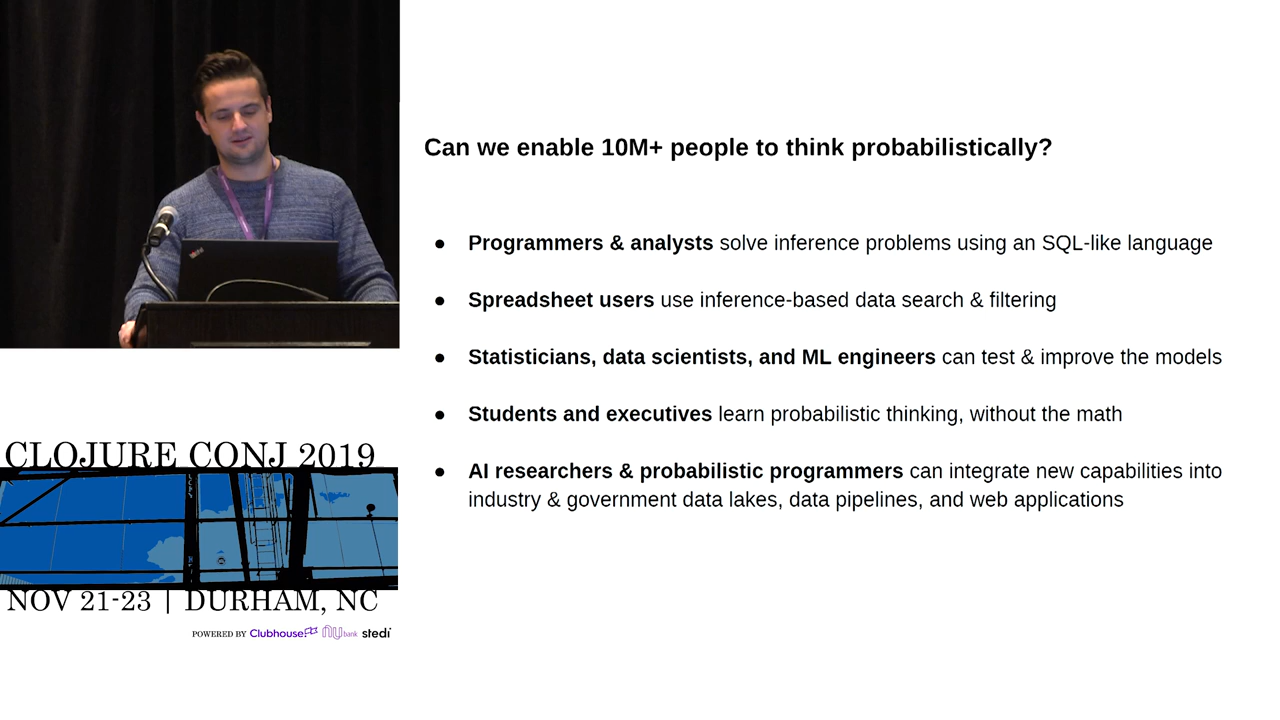 Can we enable 10M+ people to think probabilistically?
● Programmers & analysts solve inference problems using an SQL-like language
● Spreadsheet users use inference-based data search & filtering
● Statisticians, data scientists, and ML engineers can test & improve the models
● Students and executives learn probabilistic thinking, without the math
● AI researchers & probabilistic programmers can integrate new capabilities into
industry & government data lakes, data pipelines, and web applications
CLOJURE CONJ 2019
NOV 21-23 | DURHAM, NC
POWERED BY Clubhouse nu bank stedi